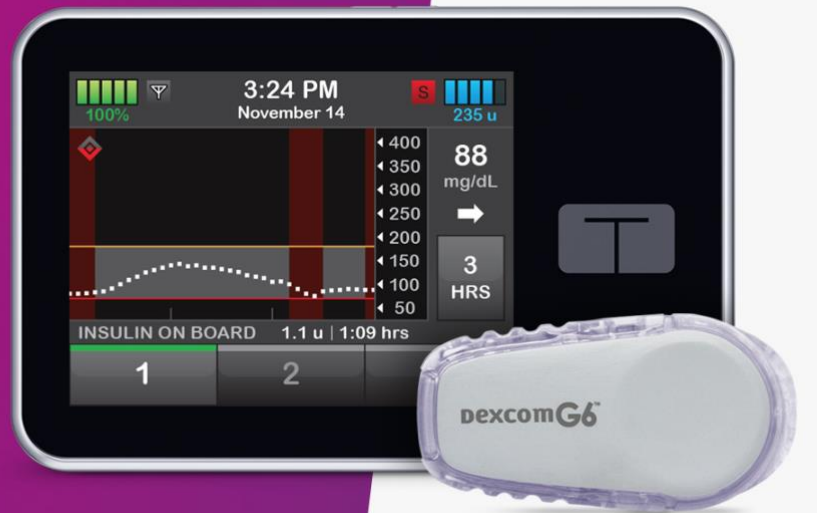 3:24 PM
November 14
100%
S
235 u
400
350
300
250
200
150
100
50
88
mg/dL
3
HRS
INSULIN ON BOARD 1.1 u | 1:09 hrs
1
2
Dexcom G6™